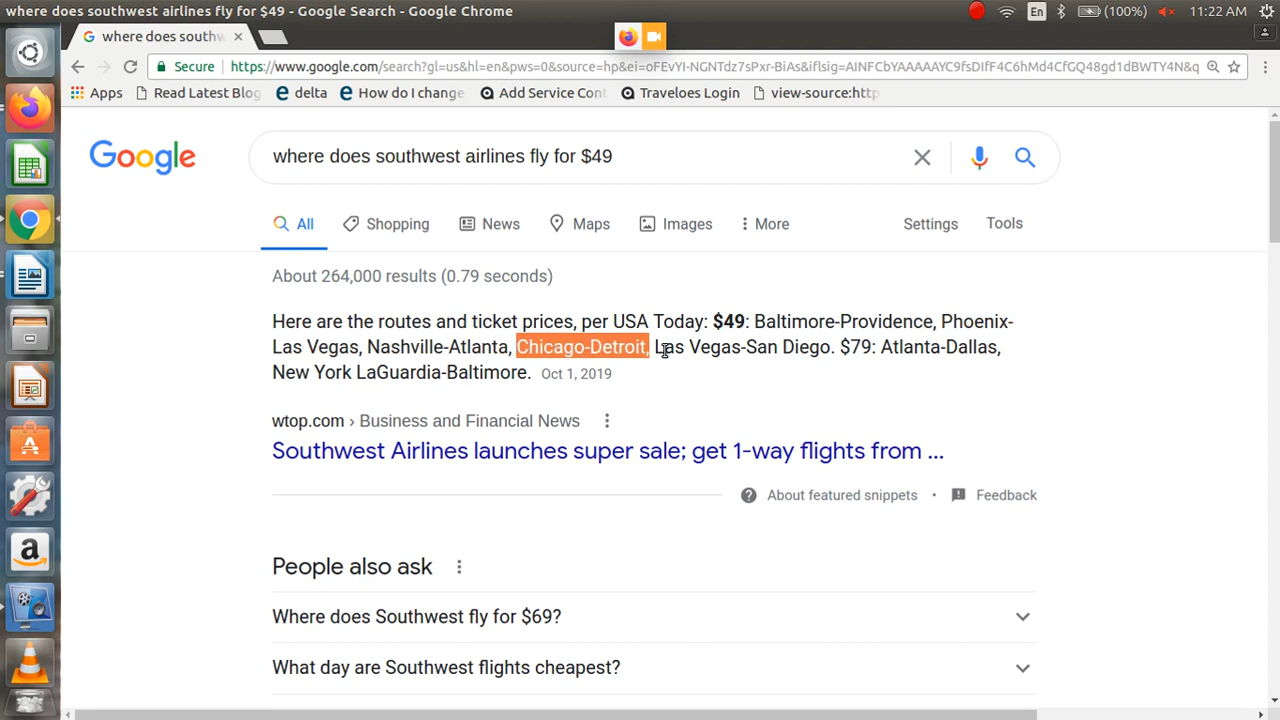 where does southwest airlines fly for $49 - Google Search - Google Chrome
En
(100%)
11:22 AM
where does southw
https://www.google.com/search?gl=us&hl=en&pws=0&source=hp&ei=
Secure
Apps
Read Latest Blog
delta
How do I change
Add Service Cont
Traveloes Login
view-source:http
Google
where does southwest airlines fly for $49
All
Shopping
News
Maps
Images
More
Settings
Tools
About 264,000 results (0.79 seconds)
Here are the routes and ticket prices, per USA Today: $49: Baltimore-Providence, Phoenix-
Las Vegas, Nashville-Atlanta, Chicago-Detroit, Las Vegas-San Diego. $79: Atlanta-Dallas,
New York LaGuardia-Baltimore. Oct 1, 2019
wtop.com › Business and Financial News
Southwest Airlines launches super sale; get 1-way flights from ...
About featured snippets
Feedback
People also ask
Where does Southwest fly for $69?
What day are Southwest flights cheapest?